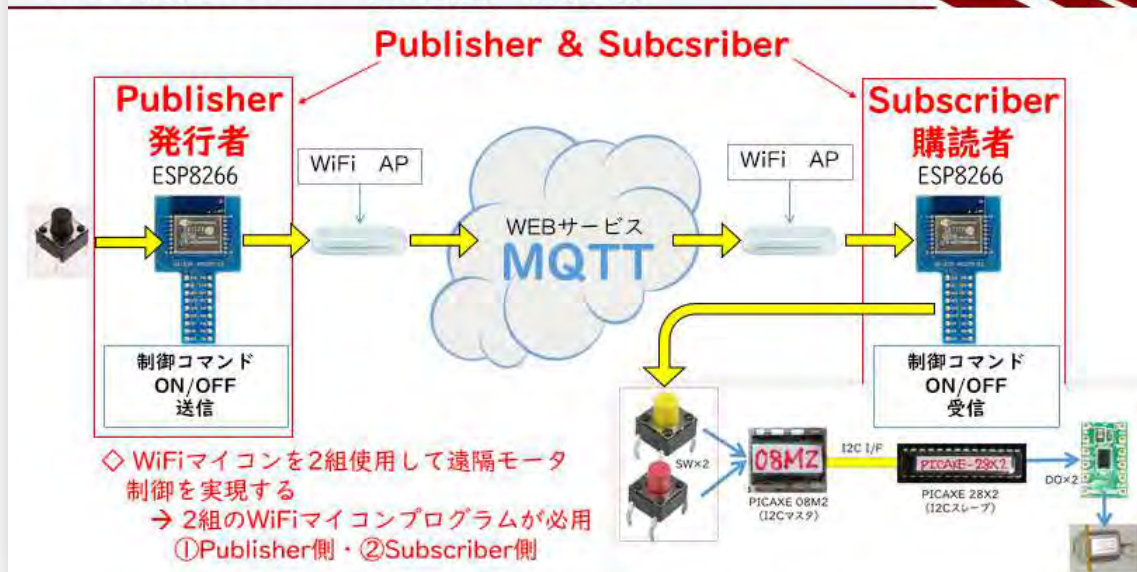 Publisher & Subcsriber
Publisher
発行者
ESP8266
WiFi AP
WEBサービス
MQTT
WiFi AP
Subscriber
購読者
ESP8266
制御コマンド
ON/OFF
送信
制御コマンド
ON/OFF
受信
◇ WiFiマイコンを2組使用して遠隔モータ
制御を実現する
→ 2組のWiFiマイコンプログラムが必用
①Publisher側・②Subscriber側
SW×2
08MZ
PICAXE 08M2
(I2Cマスタ)
I2C I/F
PICAXE-28X2
PICAXE 28X2
(I2Cスレーブ)
DO×2